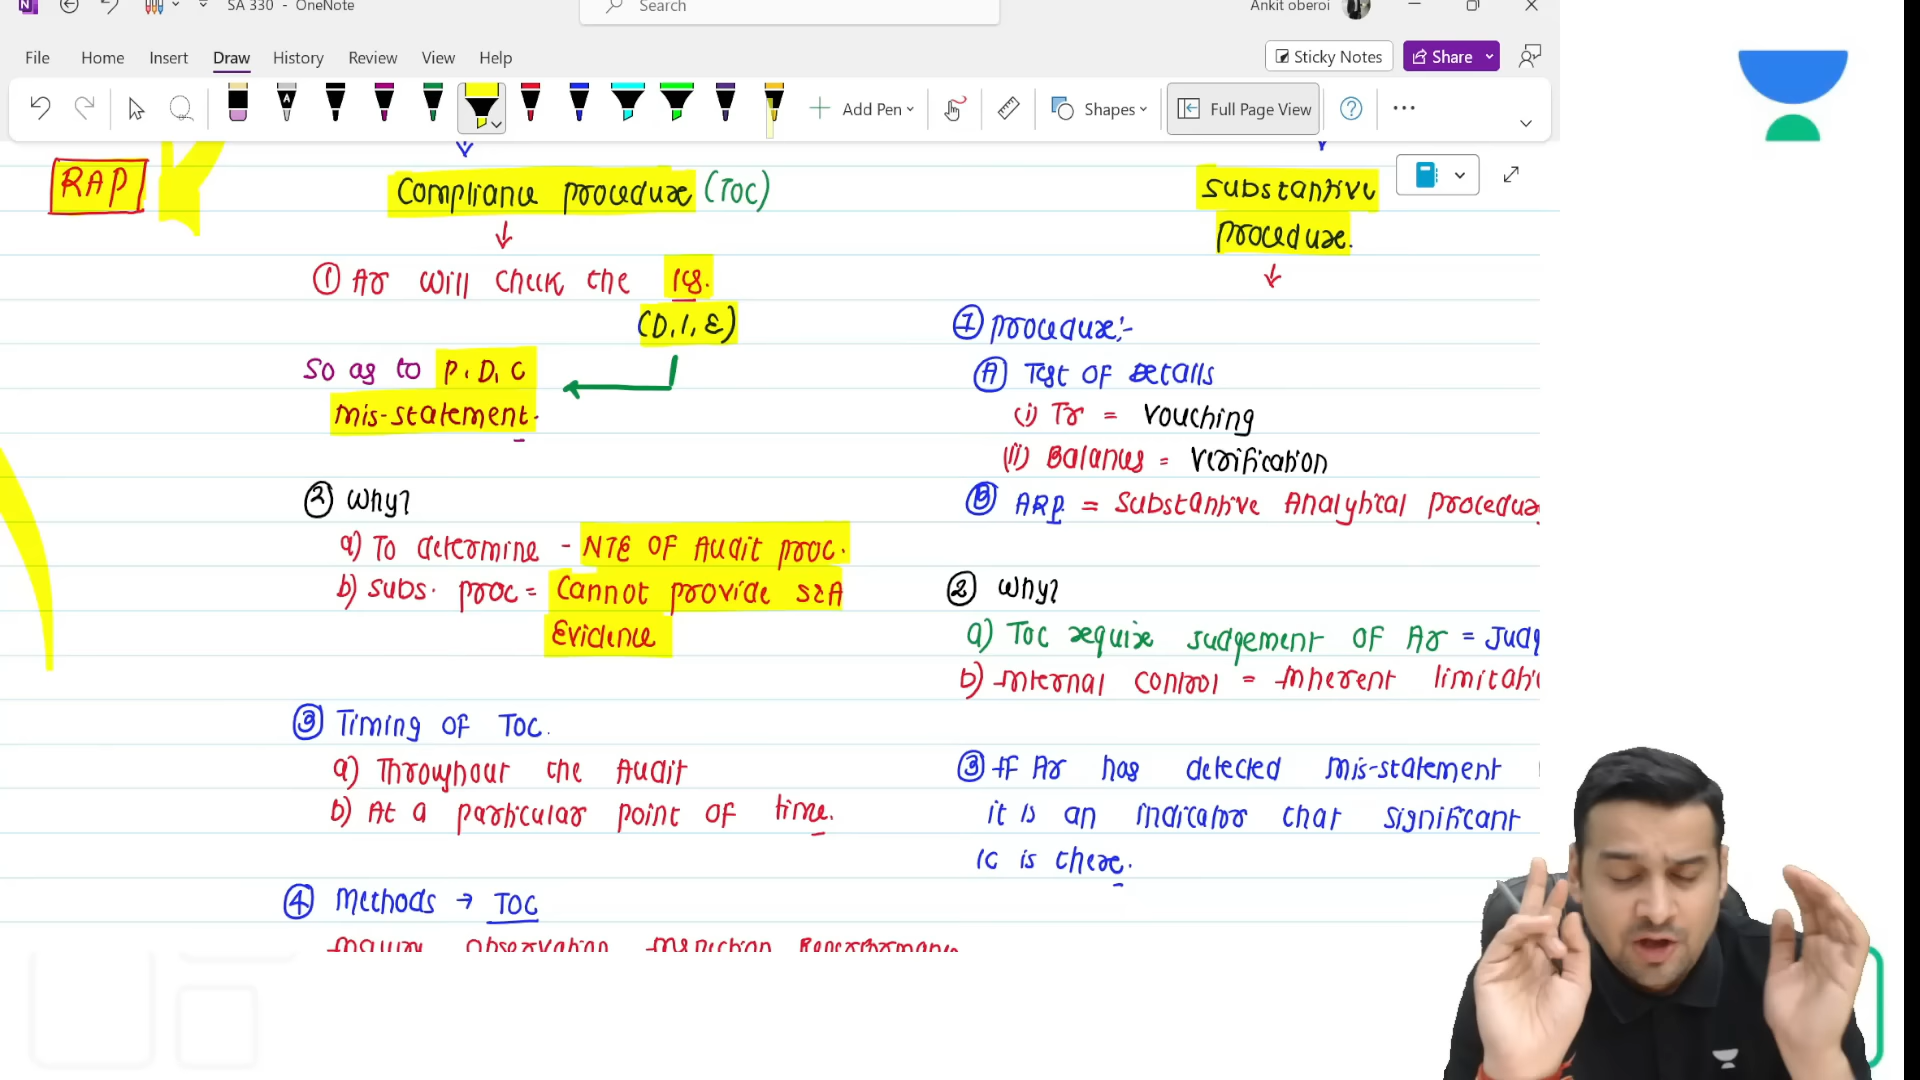 SA 330 - OneNote
Search
Ankit oberoi
File Home Insert Draw History Review View Help
Sticky Notes
Share
Add Pen
Shapes
Full Page View
RAP
Compliance procedure (TOC)
① Ar will check the ICS.
(D, I, E)
So as to P. D, C
Mis-statement.
② Why?
a) To determine - NTE OF Audit proc.
b) Subs. proc = Cannot provide S&A
Evidence
③ Timing of TOC.
a) Throughout the Audit
b) At a particular point of time.
④ Methods → TOC
Inquiry Observation Inspection Reperformance
Substantive
procedure.
① procedure:-
Ⓐ Test OF Details
(i) Tr = Vouching
(ii) Balances = Verification
Ⓑ ARP = Substantive Analytical procedure
② Why?
a) TOC require Judgement OF Ar =
b) Internal control = Inherent
③ If Ar has detected Mis-statement
it is an indicator that significant
IC is there.